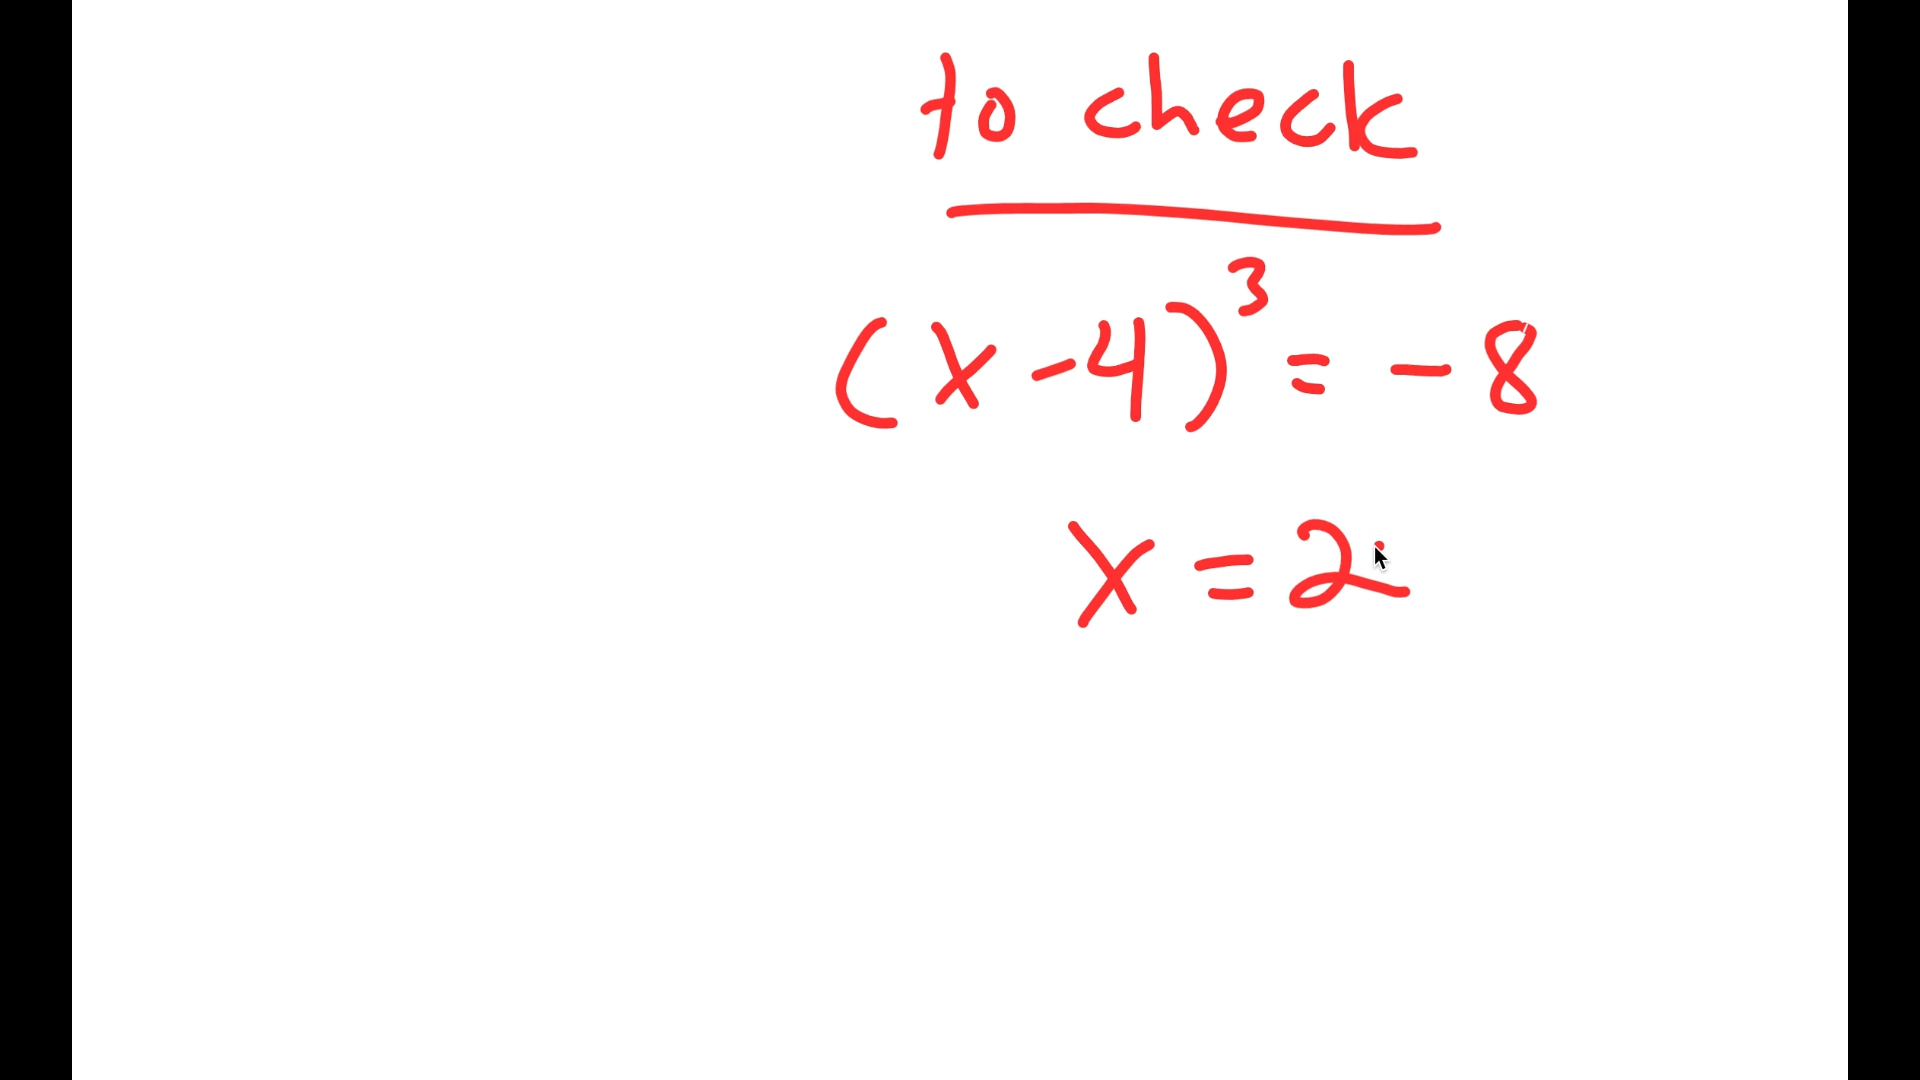 to check
(x-4)³ = -8
x = 2